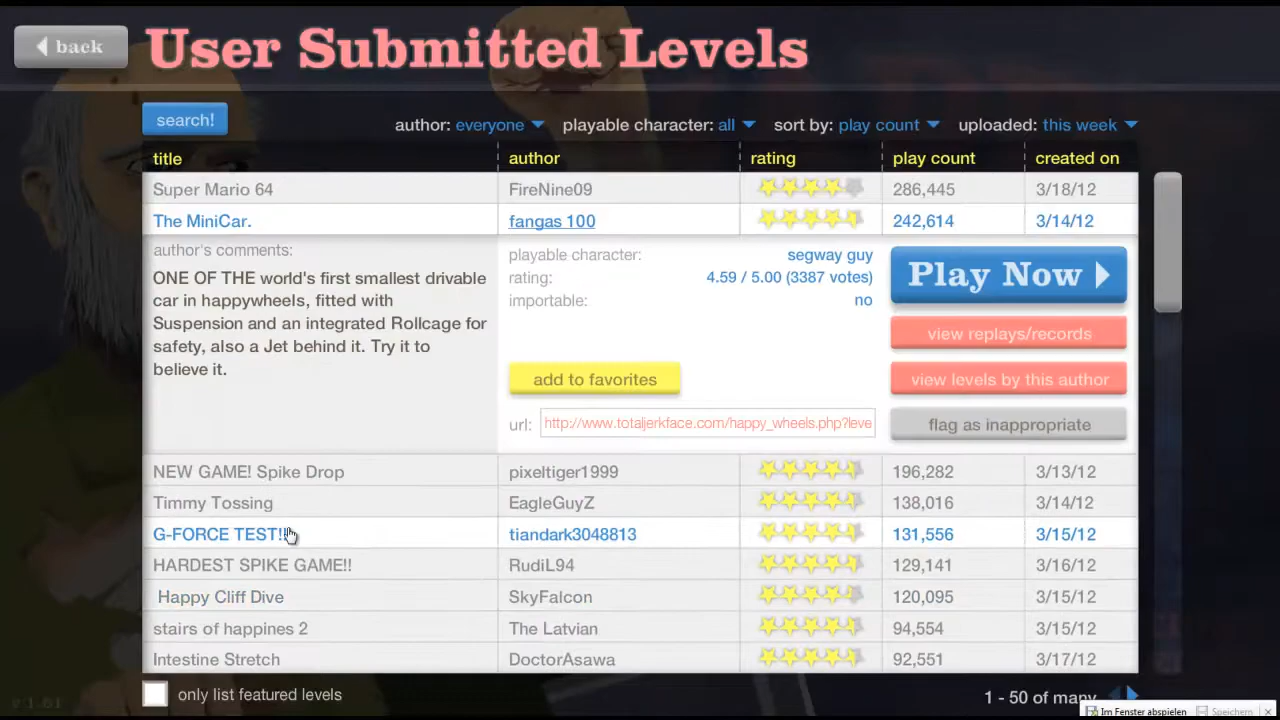 back
User Submitted Levels
search!
author: everyone playable character: all sort by: play count uploaded: this week
title author rating play count created on
Super Mario 64 FireNine09 286,445 3/18/12
The MiniCar. fangas 100 242,614 3/14/12
author's comments:
ONE OF THE world's first smallest drivable
car in happywheels, fitted with
Suspension and an integrated Rollcage for
safety, also a Jet behind it. Try it to
believe it.
playable character: segway guy
rating: 4.59 / 5.00 (3387 votes)
importable: no
add to favorites
url: http://www.totaljerkface.com/happy_wheels.php?leve
Play Now
view replays/records
view levels by this author
flag as inappropriate
NEW GAME! Spike Drop pixeltiger1999 196,282 3/13/12
Timmy Tossing EagleGuyZ 138,016 3/14/12
G-FORCE TEST!! tiandark3048813 131,556 3/15/12
HARDEST SPIKE GAME!! RudiL94 129,141 3/16/12
Happy Cliff Dive SkyFalcon 120,095 3/15/12
stairs of happines 2 The Latvian 94,554 3/15/12
Intestine Stretch DoctorAsawa 92,551 3/17/12
only list featured levels
1 - 50 of many
Im Fenster abspielen Speichern